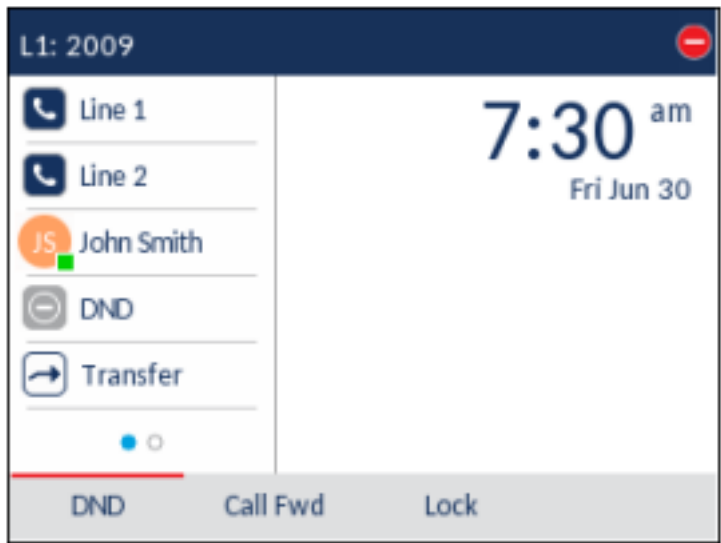 L1: 2009
Line 1
Line 2
JS John Smith
DND
Transfer
7:30 am
Fri Jun 30
DND Call Fwd Lock